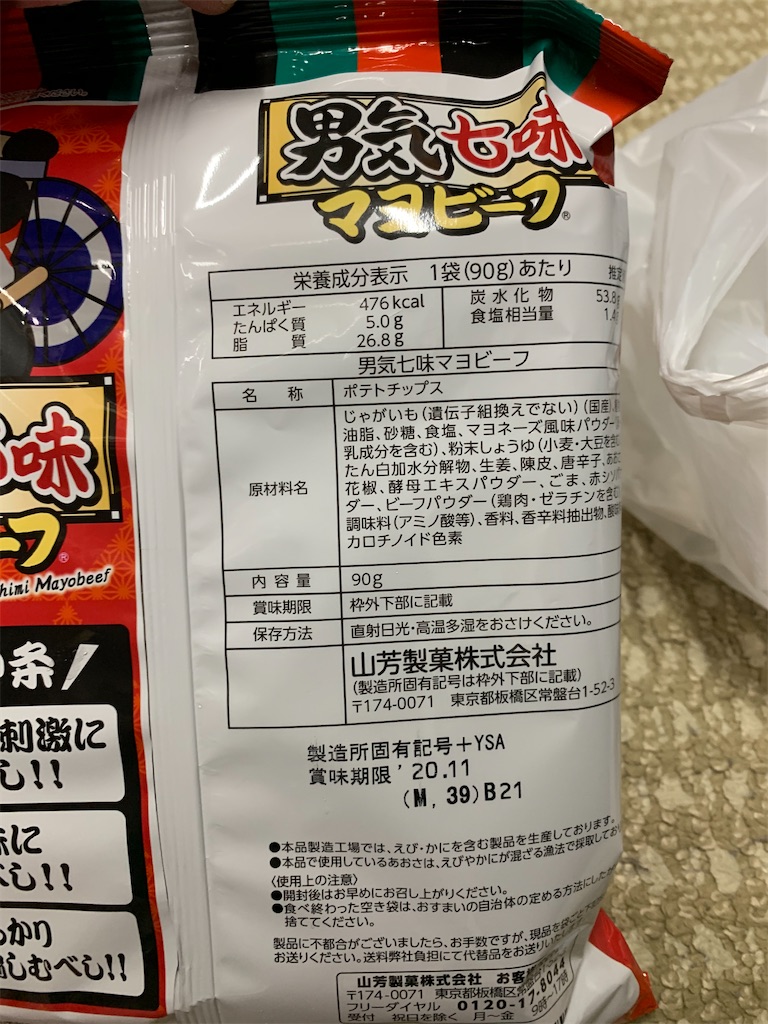 男気七味
マヨビーフ®
栄養成分表示 1袋(90g)あたり 推定
エネルギー 476kcal
たんぱく質 5.0g
脂質 26.8g
炭水化物 53.8g
食塩相当量 1.4
男気七味マヨビーフ
名称 ポテトチップス
原材料名
じゃがいも(遺伝子組換えでない)(国産)、
油脂、砂糖、食塩、マヨネーズ風味パウダー
乳成分を含む)、粉末しょうゆ(小麦・大豆を含
たん白加水分解物、生姜、陳皮、唐辛子、あお
花椒、酵母エキスパウダー、ごま、赤シソ
ダー、ビーフパウダー(鶏肉・ゼラチンを含む
調味料(アミノ酸等)、香料、香辛料抽出物、酸
カロチノイド色素
内容量 90g
賞味期限 枠外下部に記載
保存方法 直射日光・高温多湿をおさけください。
山芳製菓株式会社
(製造所固有記号は枠外下部に記載)
〒174-0071 東京都板橋区常盤台1-52-3
製造所固有記号+YSA
賞味期限 '20.11
(M, 39) B21
●本品製造工場では、えび・かにを含む製品を生産しております。
●本品で使用しているあおさは、えびやかにが混ざる漁法で採取してお
〈使用上の注意〉
●開封後はお早めにお召し上がりください。
●食べ終わった空き袋は、おすまいの自治体の定める方法にした
捨ててください。
製品に不都合がございましたら、お手数ですが、現品を袋ご
お送りください。送料弊社負担にて代替品をお送りい
山芳製菓株式会社 お客
〒174-0071 東京都板橋区常
フリーダイヤル 0120-1 7-8044
受付 祝日を除く 月~金 9時~17時
味
ーフ®
himi Mayobeef
条
刺激に
し!!
に
し!!
かり
しむべし!!